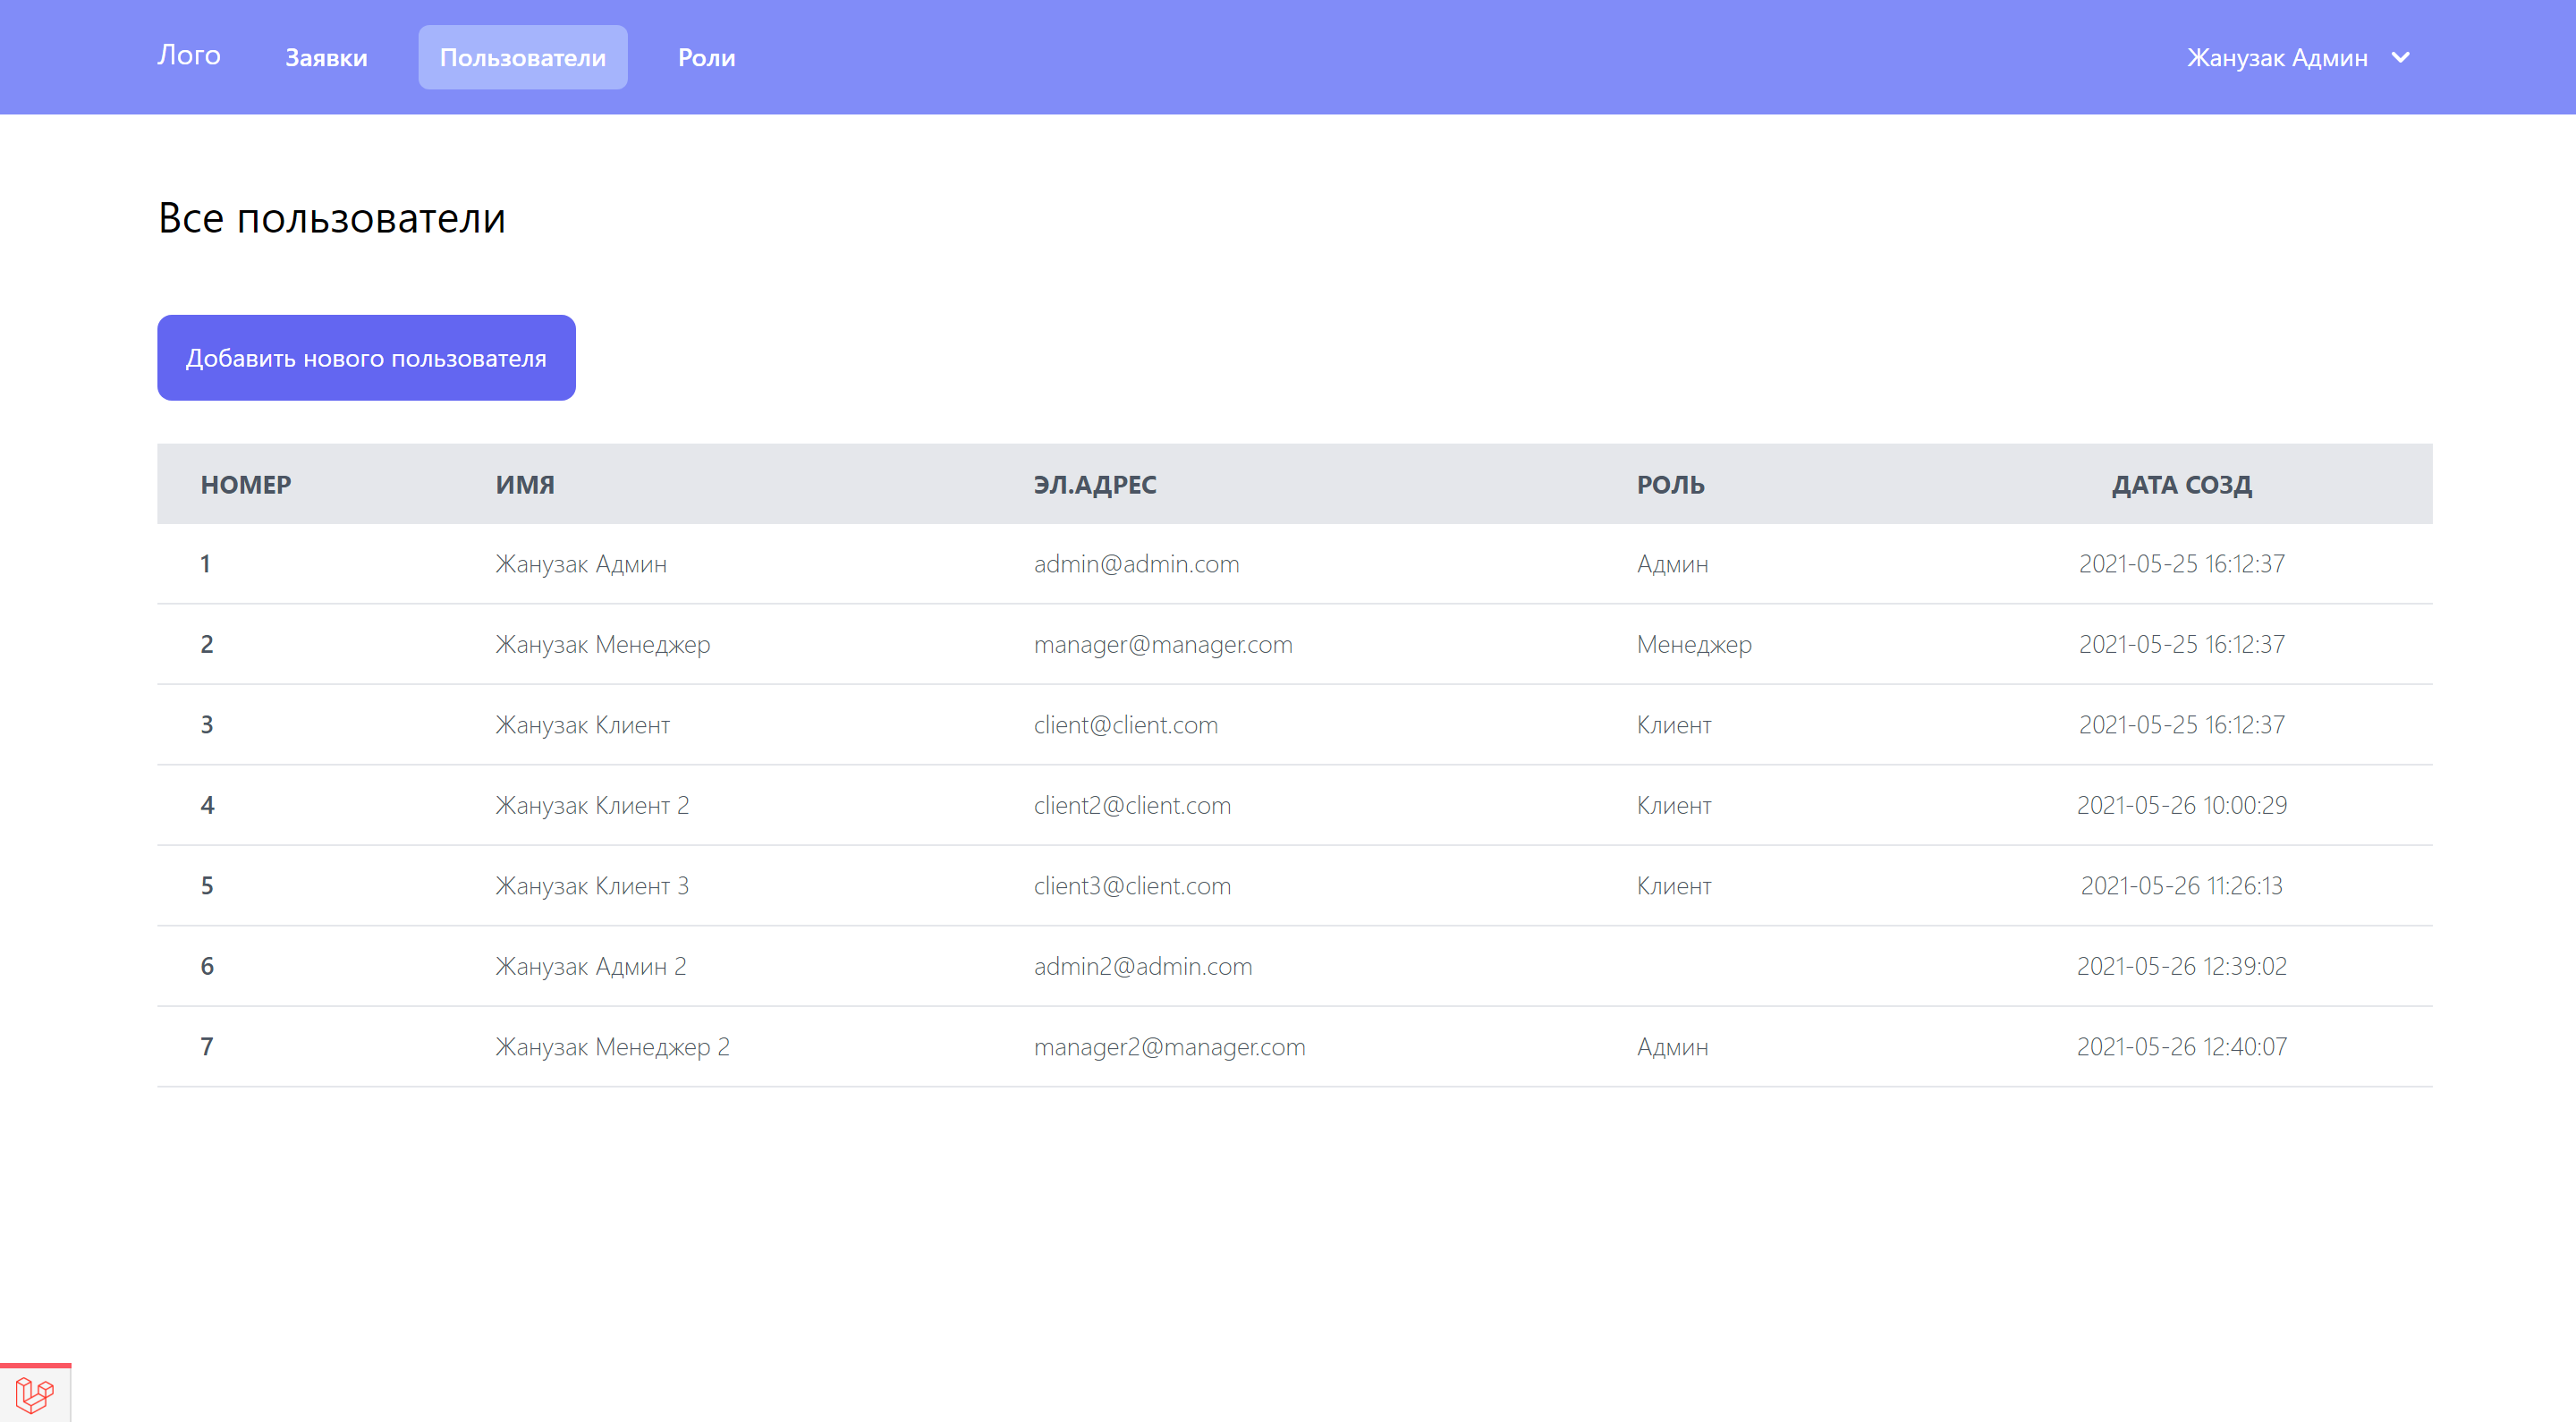 Лого Заявки Пользователи Роли Жанузак Админ
Все пользователи
Добавить нового пользователя
НОМЕР ИМЯ ЭЛ.АДРЕС РОЛЬ ДАТА СОЗД
1 Жанузак Админ admin@admin.com Админ 2021-05-25 16:12:37
2 Жанузак Менеджер manager@manager.com Менеджер 2021-05-25 16:12:37
3 Жанузак Клиент client@client.com Клиент 2021-05-25 16:12:37
4 Жанузак Клиент 2 client2@client.com Клиент 2021-05-26 10:00:29
5 Жанузак Клиент 3 client3@client.com Клиент 2021-05-26 11:26:13
6 Жанузак Админ 2 admin2@admin.com 2021-05-26 12:39:02
7 Жанузак Менеджер 2 manager2@manager.com Админ 2021-05-26 12:40:07